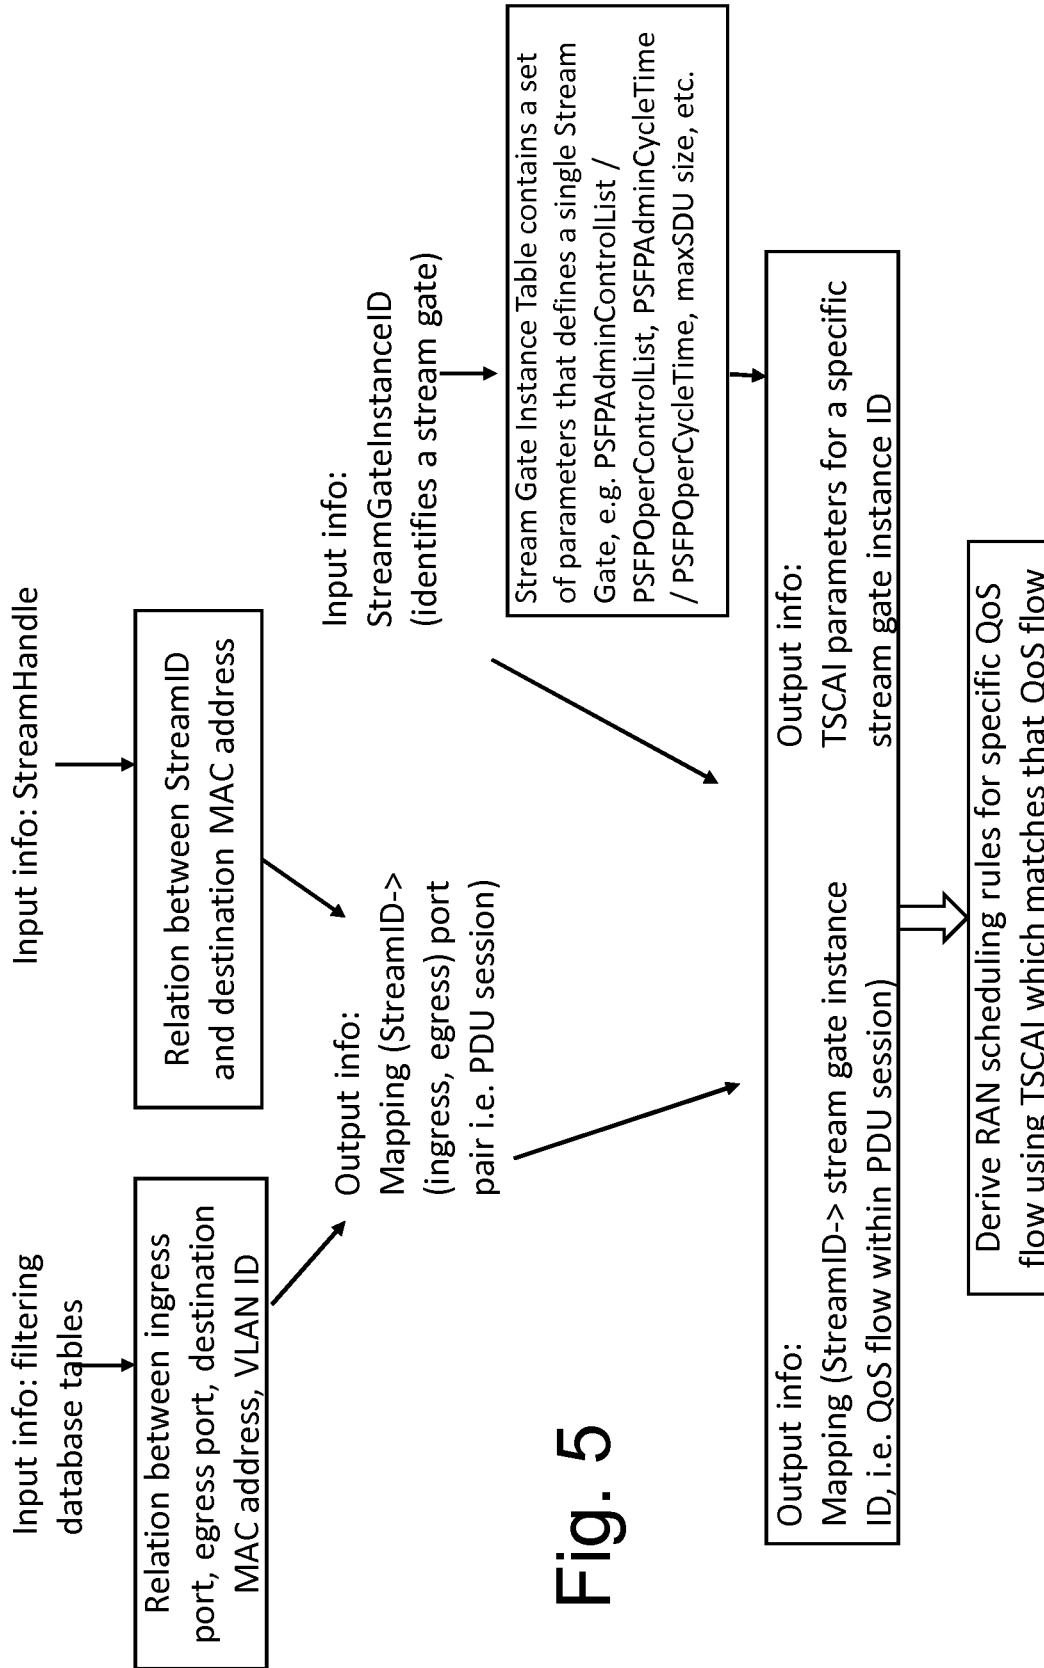 Input info: filtering
database tables
Input info: StreamHandle
Relation between ingress
port, egress port, destination
MAC address, VLAN ID
Relation between StreamID
and destination MAC address
Output info:
Mapping (StreamID->
(ingress, egress) port
pair i.e. PDU session)
Input info:
StreamGateInstanceID
(identifies a stream gate)
Stream Gate Instance Table contains a set
of parameters that defines a single Stream
Gate, e.g. PSFPAdminControlList /
PSFPOperControlList, PSFPAdminCycleTime
/ PSFPOperCycleTime, maxSDU size, etc.
Output info:
Mapping (StreamID-> stream gate instance
ID, i.e. QoS flow within PDU session)
Output info:
TSCAI parameters for a specific
stream gate instance ID
Derive RAN scheduling rules for specific QoS
flow using TSCAI which matches that QoS flow
Fig. 5